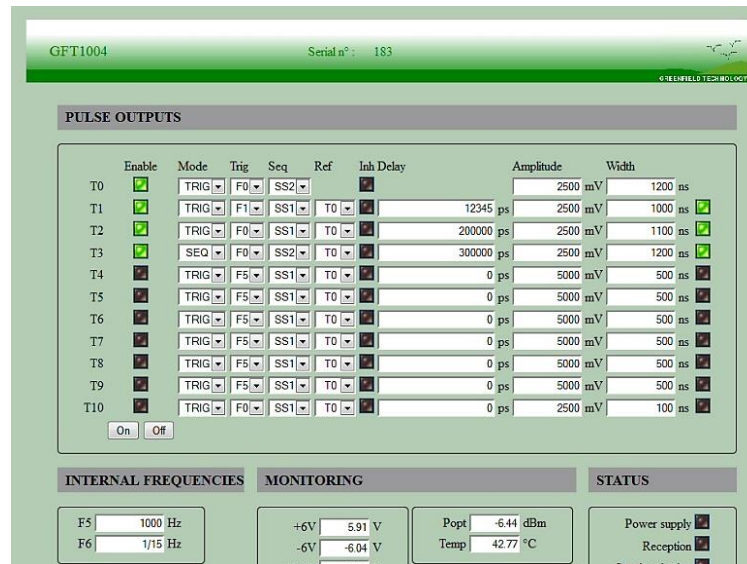 GFT1004 Serial n° : 183
GREENFIELD TECHNOLOGY
PULSE OUTPUTS
Enable Mode Trig Seq Ref Inh Delay Amplitude Width
T0 TRIG F0 SS2 2500 mV 1200 ns
T1 TRIG F1 SS1 T0 12345 ps 2500 mV 1000 ns
T2 TRIG F0 SS1 T0 200000 ps 2500 mV 1100 ns
T3 SEQ F0 SS2 T0 300000 ps 2500 mV 1200 ns
T4 TRIG F5 SS1 T0 0 ps 5000 mV 500 ns
T5 TRIG F5 SS1 T0 0 ps 5000 mV 500 ns
T6 TRIG F5 SS1 T0 0 ps 5000 mV 500 ns
T7 TRIG F5 SS1 T0 0 ps 5000 mV 500 ns
T8 TRIG F5 SS1 T0 0 ps 5000 mV 500 ns
T9 TRIG F5 SS1 T0 0 ps 5000 mV 500 ns
T10 TRIG F0 SS1 T0 0 ps 2500 mV 100 ns
On Off
INTERNAL FREQUENCIES MONITORING STATUS
F5 1000 Hz +6V 5.91 V Popt -6.44 dBm Power supply
F6 1/15 Hz -6V -6.04 V Temp 42.77 °C Reception